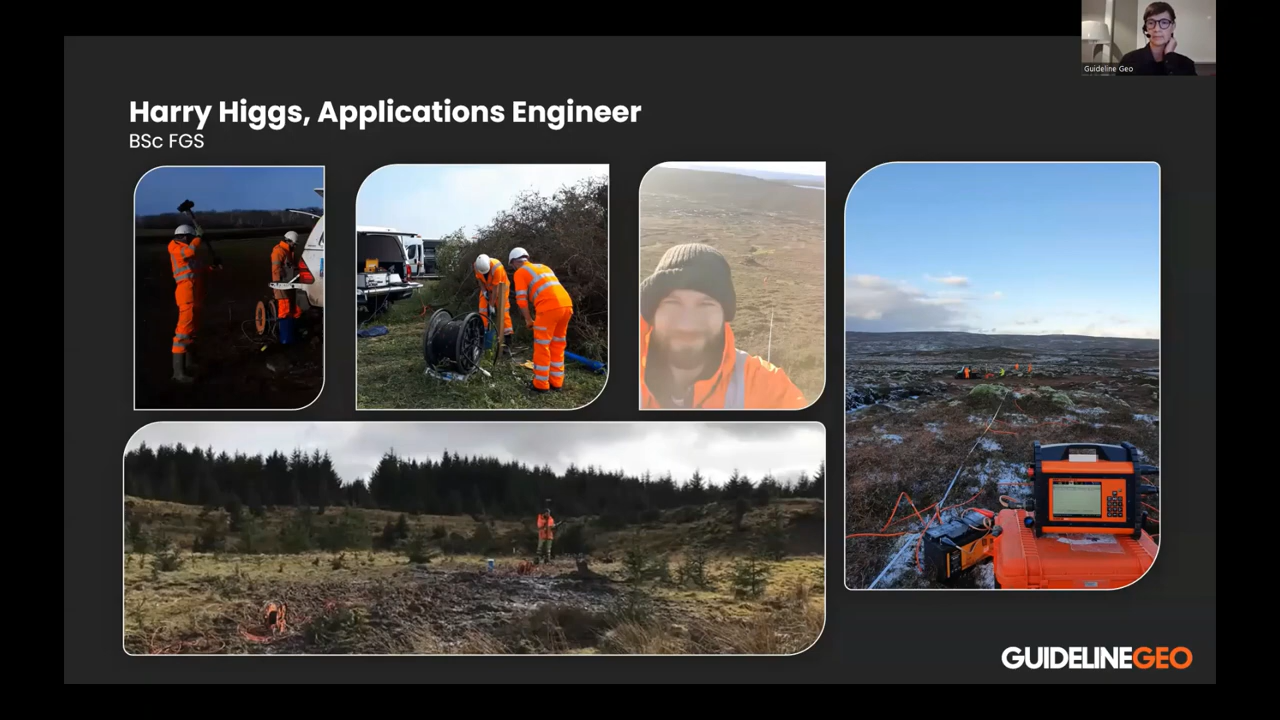 Guideline Geo
Harry Higgs, Applications Engineer
BSc FGS
GUIDELINEGEO